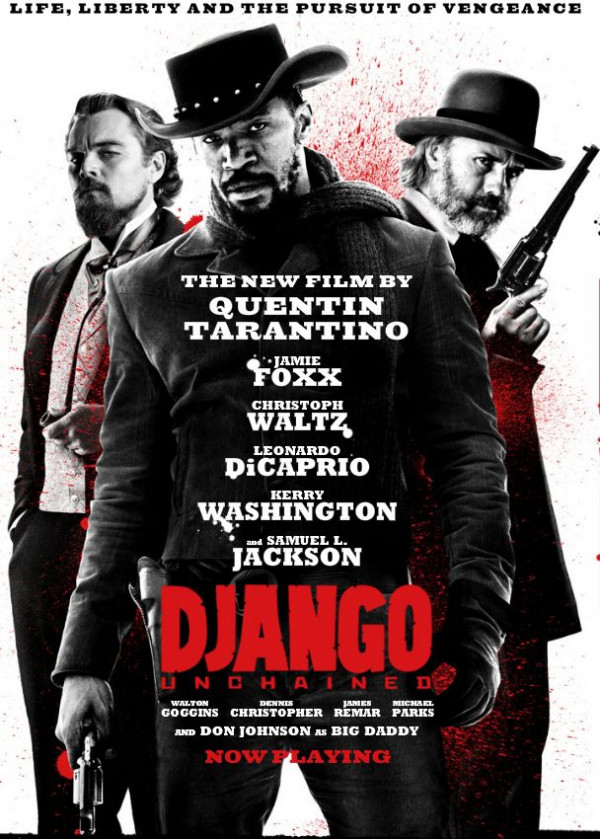 LIFE, LIBERTY AND THE PURSUIT OF VENGEANCE
THE NEW FILM BY
QUENTIN
TARANTINO
JAMIE
FOXX
CHRISTOPH
WALTZ
LEONARDO
DiCAPRIO
KERRY
WASHINGTON
and SAMUEL L.
JACKSON
DJANGO
UNCHAINED
WALTON GOGGINS DENNIS CHRISTOPHER JAMES REMAR MICHAEL PARKS
AND DON JOHNSON AS BIG DADDY
NOW PLAYING